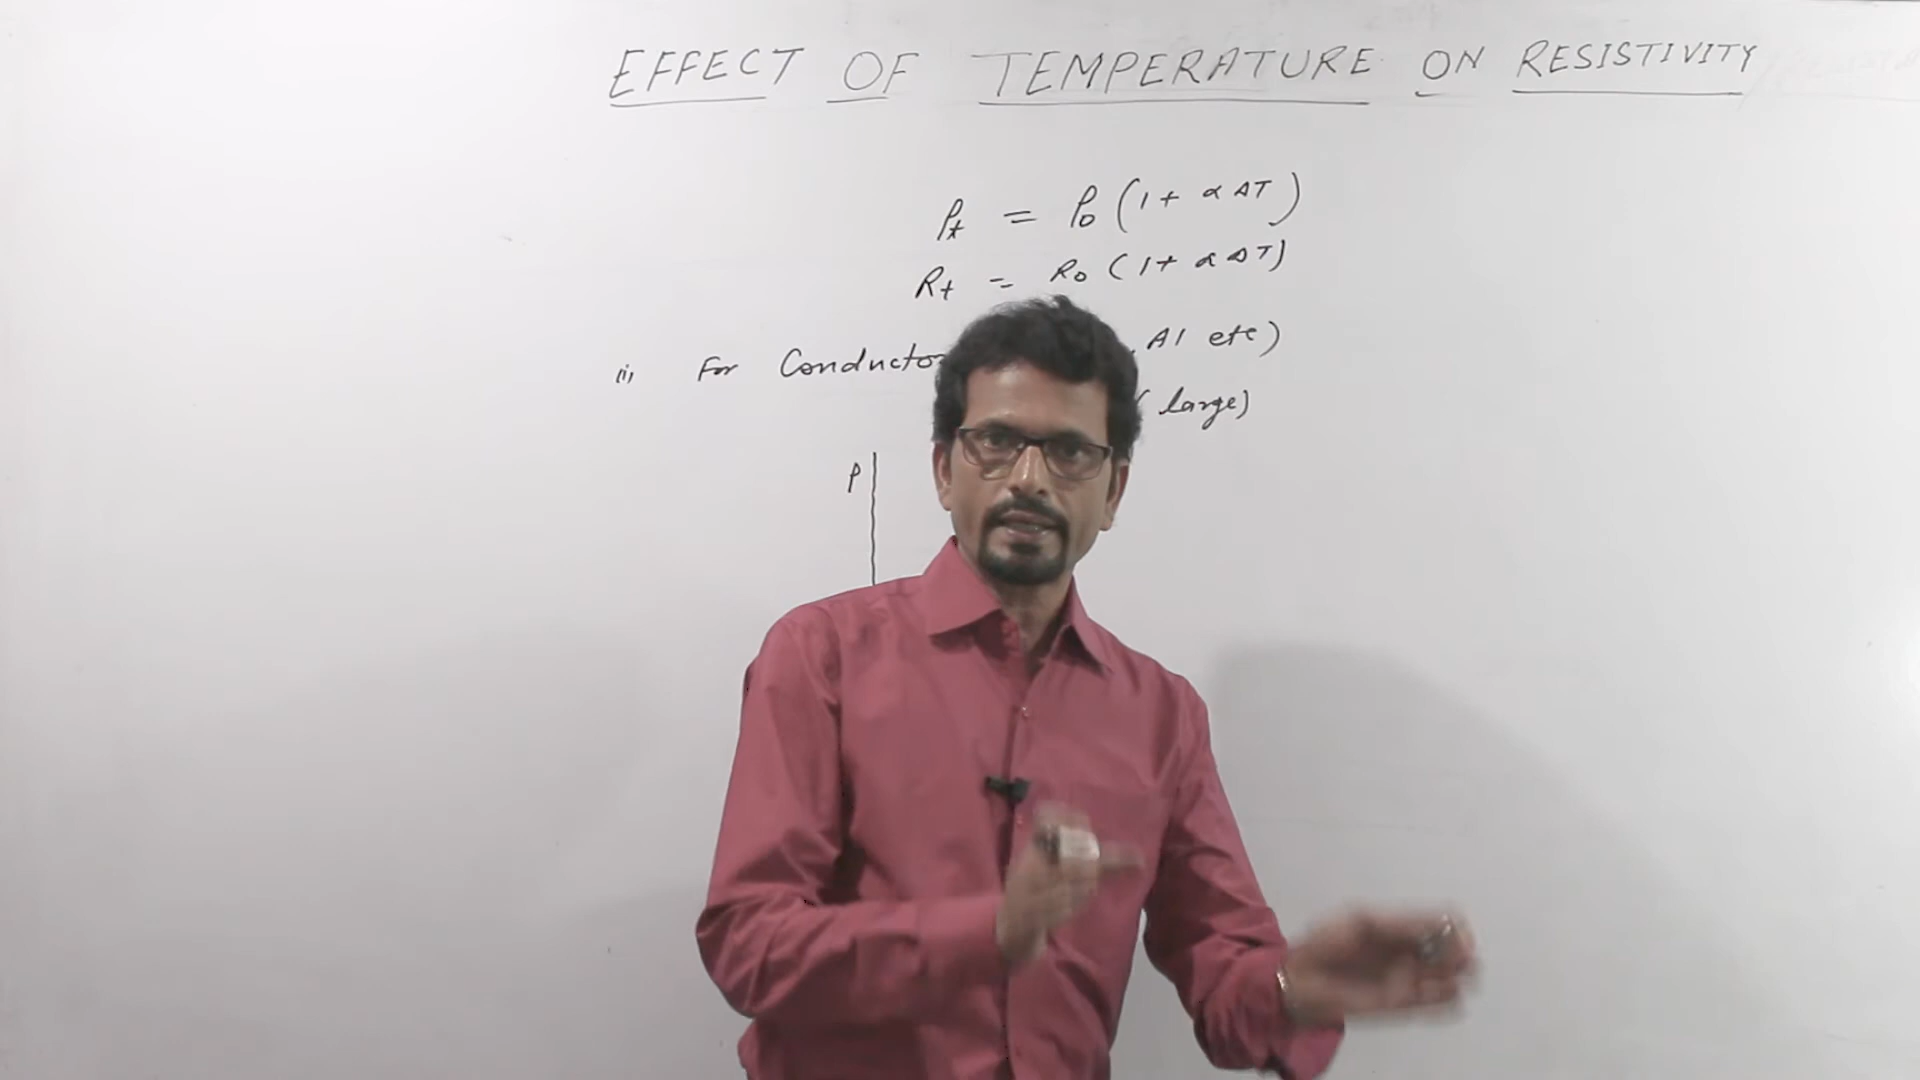 EFFECT OF TEMPERATURE ON RESISTIVITY
ρt = ρ0 (1 + α ΔT)
Rt = R0 (1 + α ΔT)
(i) For Conducto , Al etc)
( large)
ρ